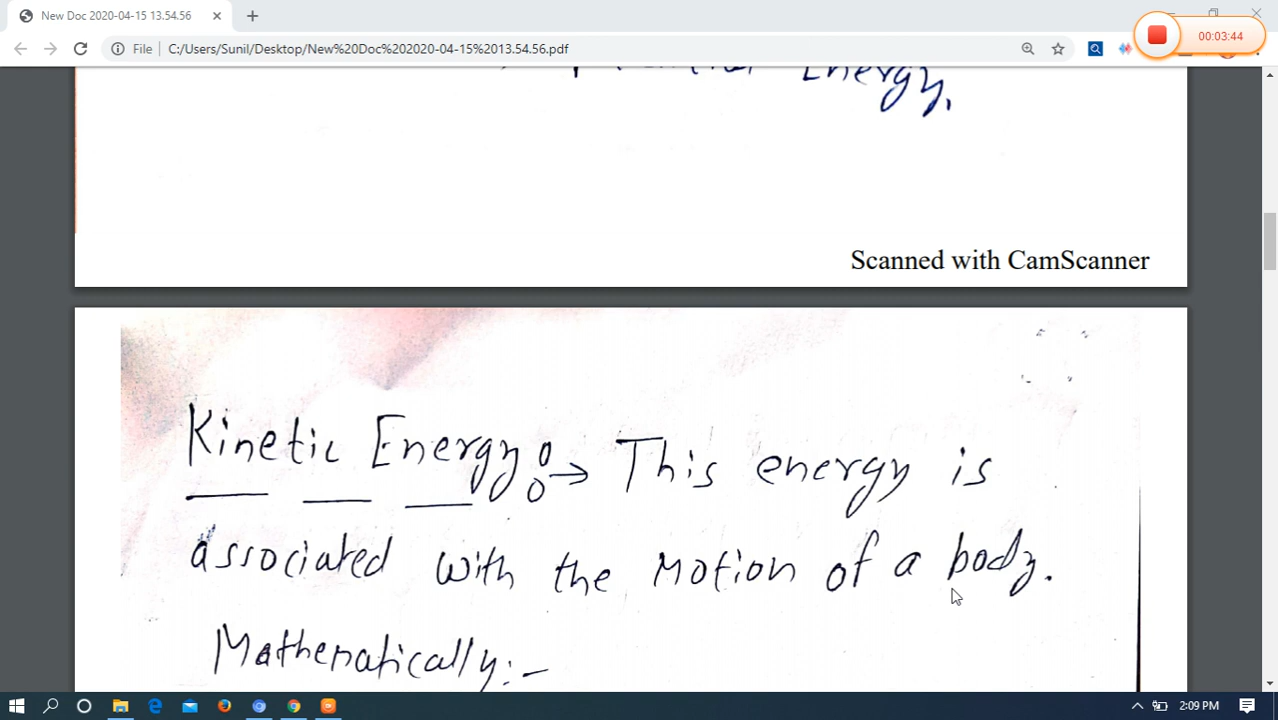 New Doc 2020-04-15 13.54.56
File
C:/Users/Sunil/Desktop/New%20Doc%202020-04-15%2013.54.56.pdf
00:03:44
Energy.
Scanned with CamScanner
Kinetic Energy:→ This energy is
associated with the motion of a body.
Mathematically:-
2:09 PM